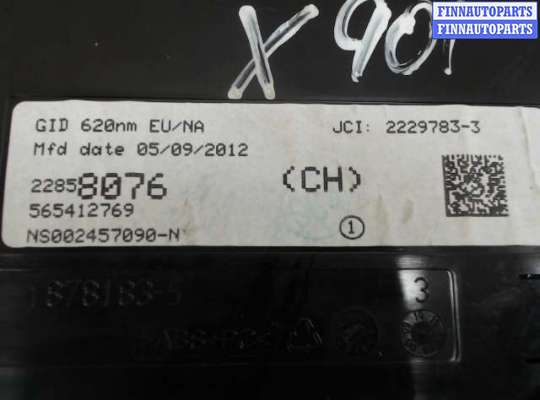 FINNAUTOPARTS
FINNAUTOPARTS
X 901
GID 620nm EU/NA
JCI: 2229783-3
Mfd date 05/09/2012
22858076
(CH)
565412769
1
NS002457090-N
3